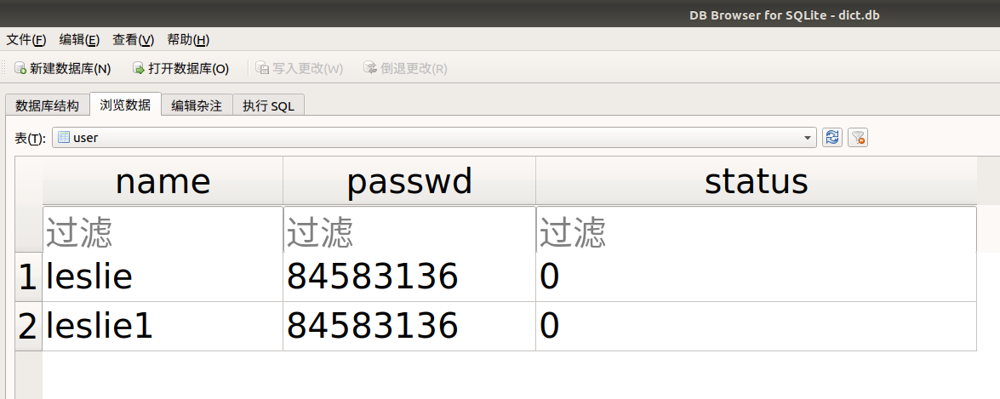 DB Browser for SQLite - dict.db
文件(F) 编辑(E) 查看(V) 帮助(H)
新建数据库(N) 打开数据库(O) 写入更改(W) 倒退更改(R)
数据库结构 浏览数据 编辑杂注 执行 SQL
表(T): user
name passwd status
过滤 过滤 过滤
1 leslie 84583136 0
2 leslie1 84583136 0